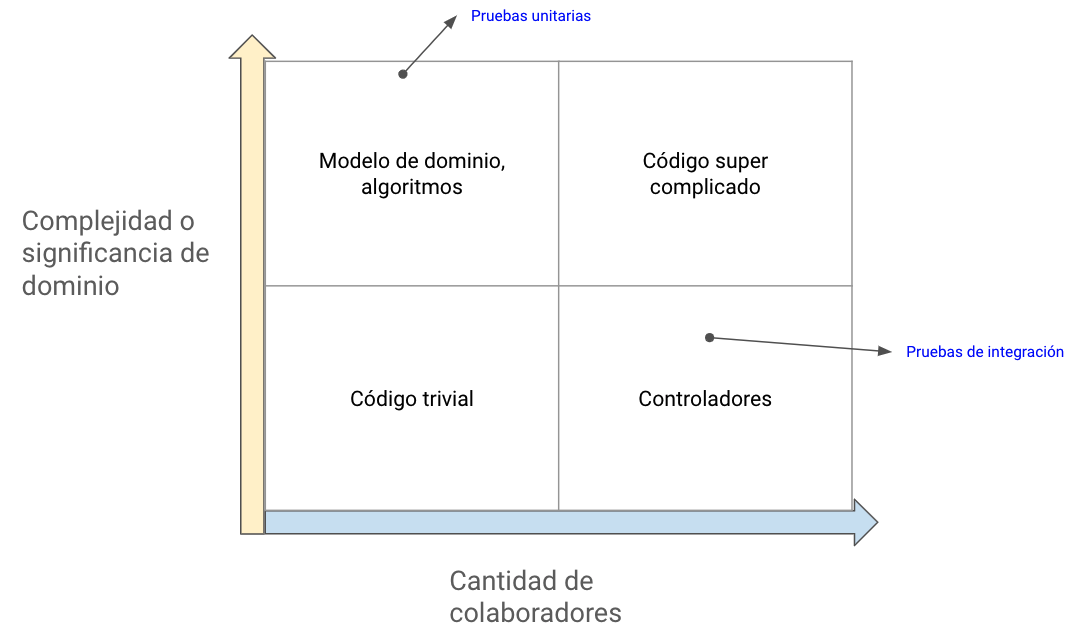 Pruebas unitarias
Modelo de dominio,
algoritmos
Código super
complicado
Complejidad o
significancia de
dominio
Pruebas de integración
Código trivial
Controladores
Cantidad de
colaboradores